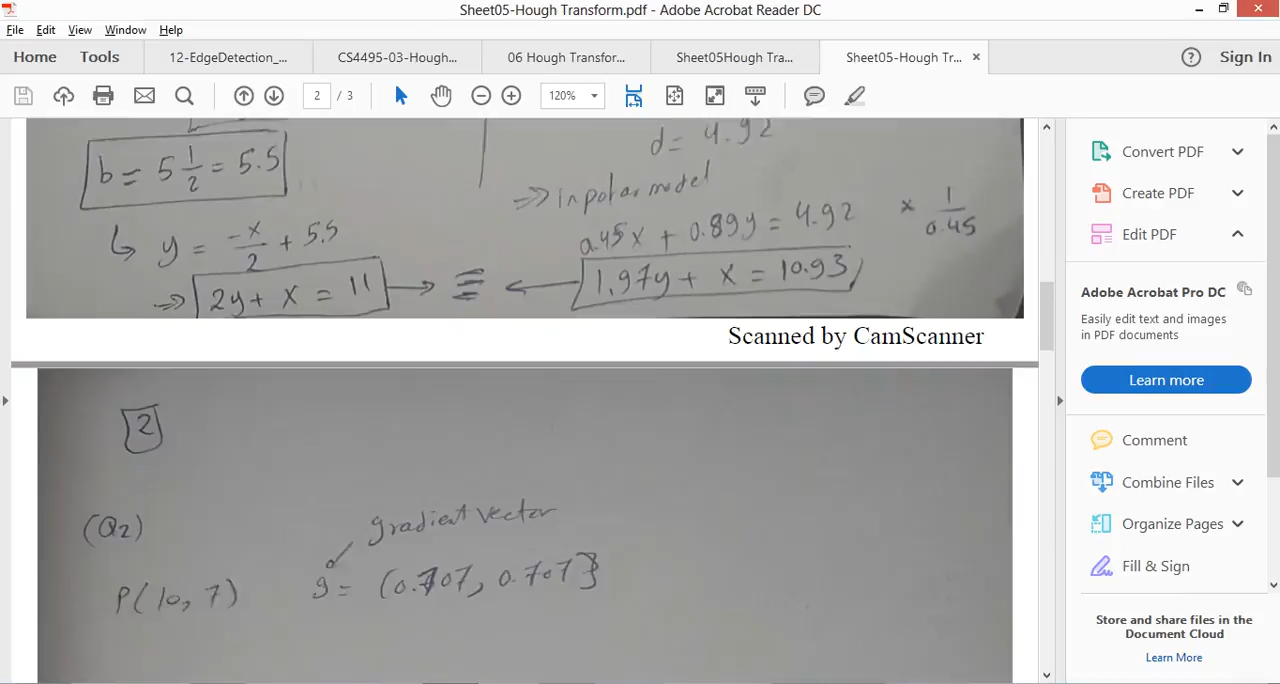 Sheet05-Hough Transform.pdf - Adobe Acrobat Reader DC
File Edit View Window Help
Home Tools 12-EdgeDetection_... CS4495-03-Hough... 06 Hough Transfor... Sheet05Hough Tra... Sheet05-Hough Tr... ×
? Sign In
2 / 3 120%
b = 5 1/2 = 5.5
↳ y = -x/2 + 5.5
⇒ 2y + x = 11 → ≡ ←
d = 4.92
⇒ in polar model
0.45x + 0.89y = 4.92 × 1/0.45
1.97y + x = 10.93
Scanned by CamScanner
2
(Q2)
gradient vector
P(10, 7) g = (0.707, 0.707}
Convert PDF
Create PDF
Edit PDF
Adobe Acrobat Pro DC
Easily edit text and images
in PDF documents
Learn more
Comment
Combine Files
Organize Pages
Fill & Sign
Store and share files in the
Document Cloud
Learn More